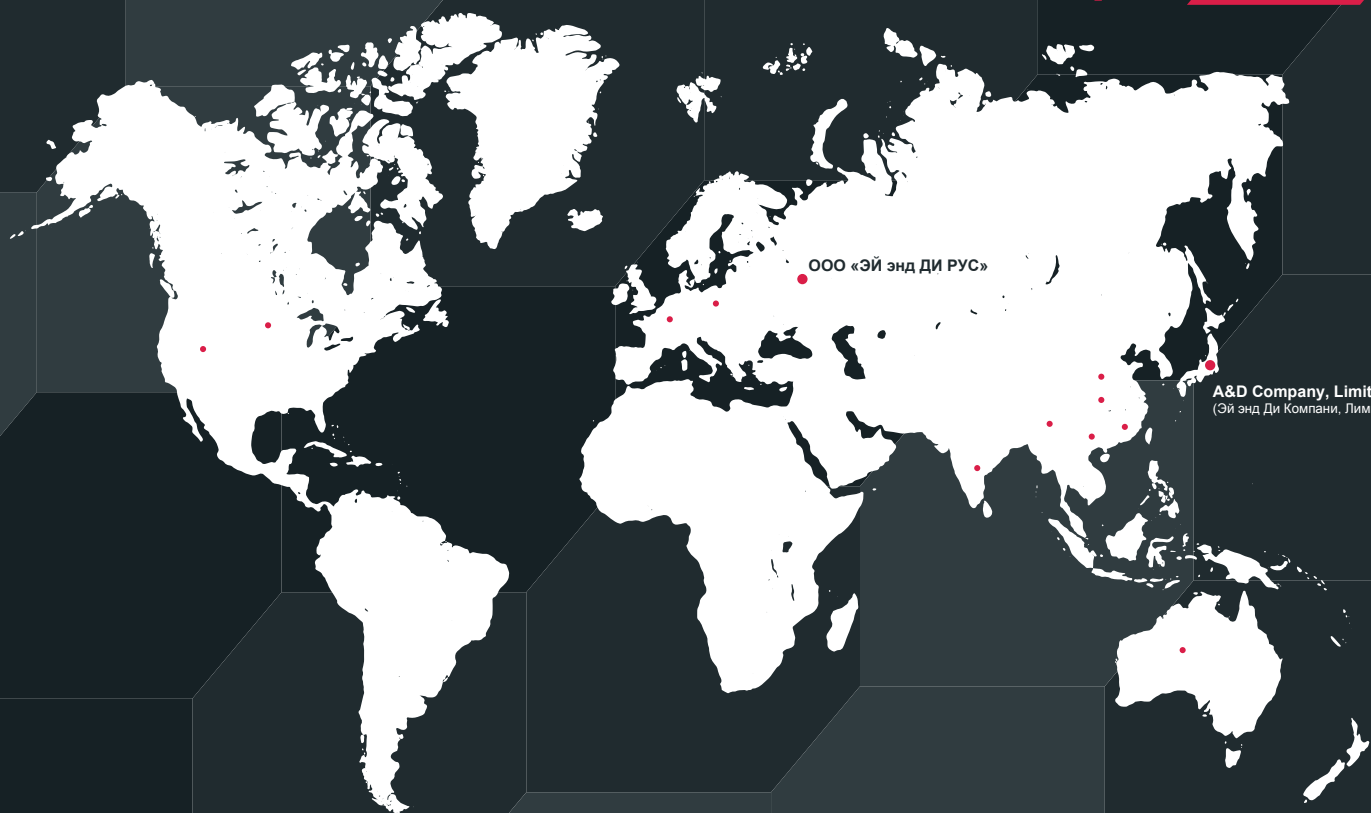 ООО «ЭЙ энд ДИ РУС»
A&D Company, Limit
(Эй энд Ди Компани, Лим